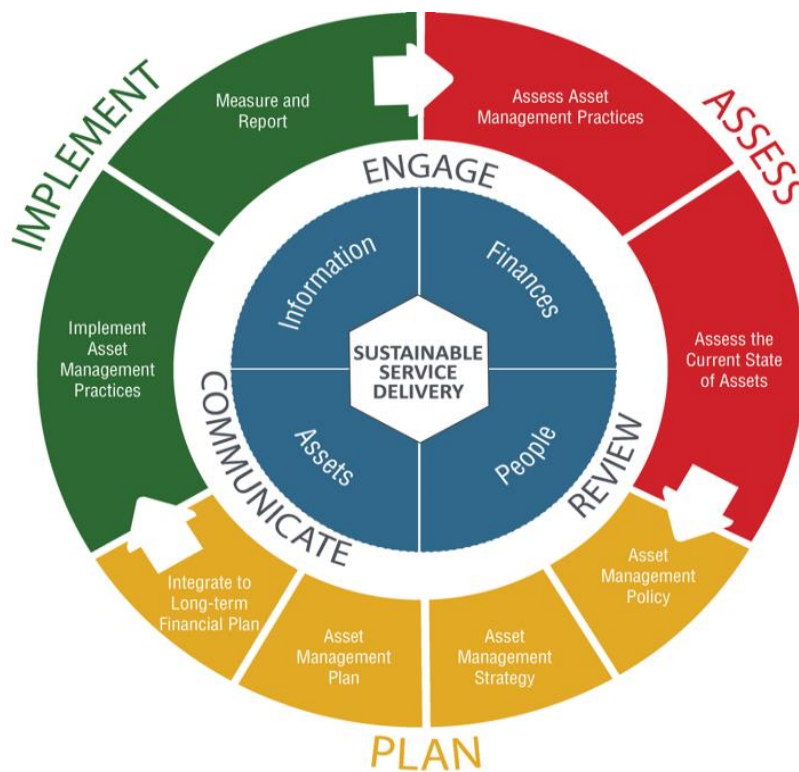 IMPLEMENT
Measure and
Report
Assess Asset
Management Practices
ASSESS
ENGAGE
Information
Finances
Implement
Asset
Management
Practices
SUSTAINABLE
SERVICE
DELIVERY
Assess the
Current State
of Assets
COMMUNICATE
Assets
People
REVIEW
Integrate to
Long-term
Financial Plan
Asset
Management
Plan
Asset
Management
Strategy
Asset
Management
Policy
PLAN